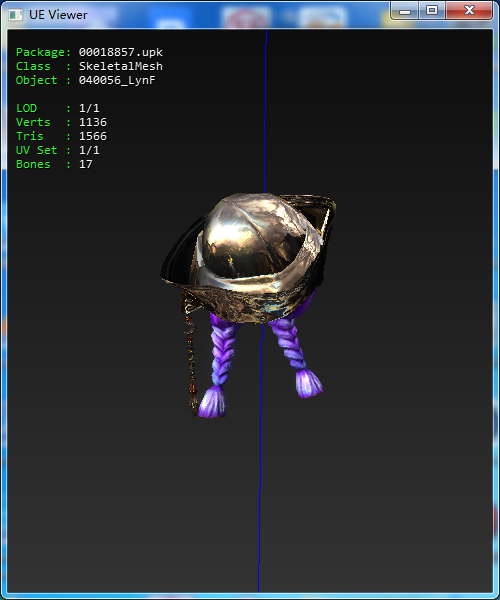 UE Viewer
Package: 00018857.upk
Class : SkeletalMesh
Object : 040056_LynF
LOD : 1/1
Verts : 1136
Tris : 1566
UV Set : 1/1
Bones : 17